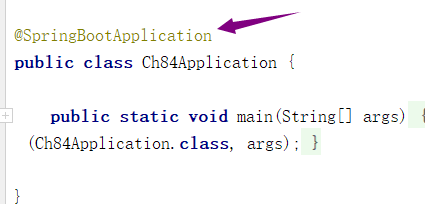 @SpringBootApplication
public class Ch84Application {
public static void main(String[] args) {
(Ch84Application.class, args); }
}